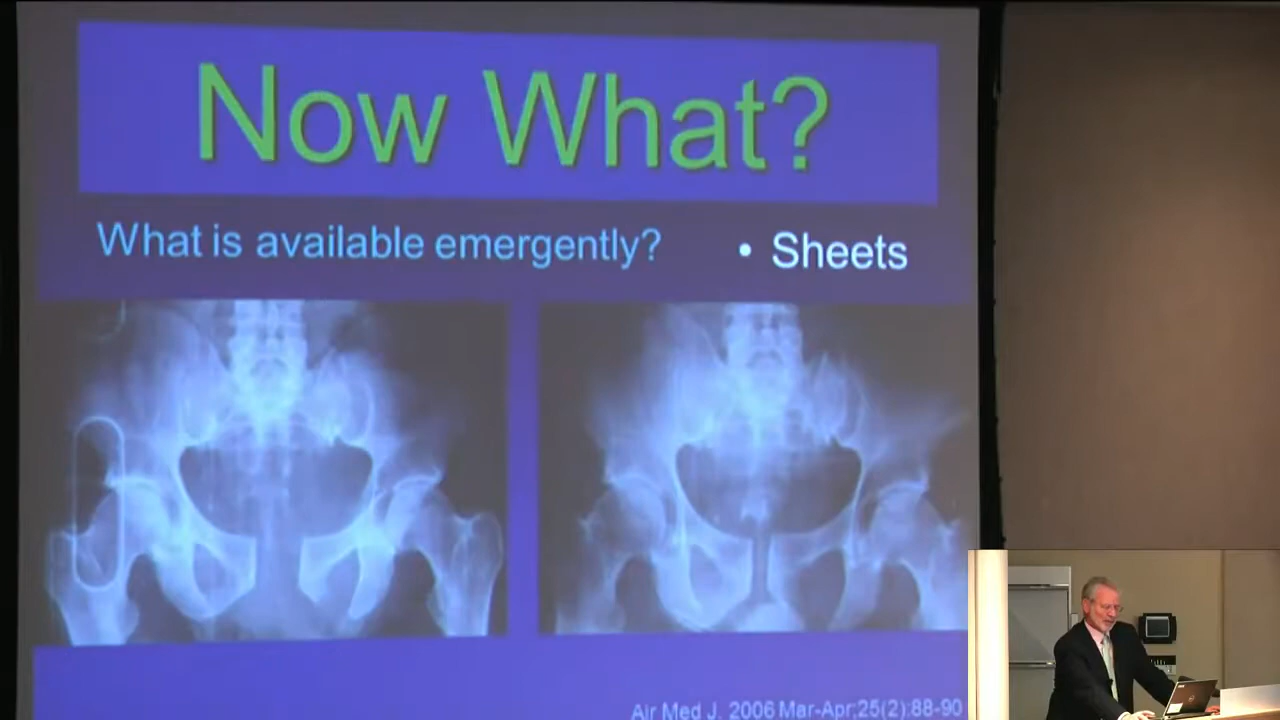 Now What?
What is available emergently?
• Sheets
Air Med J. 2006 Mar-Apr;25(2):88-90